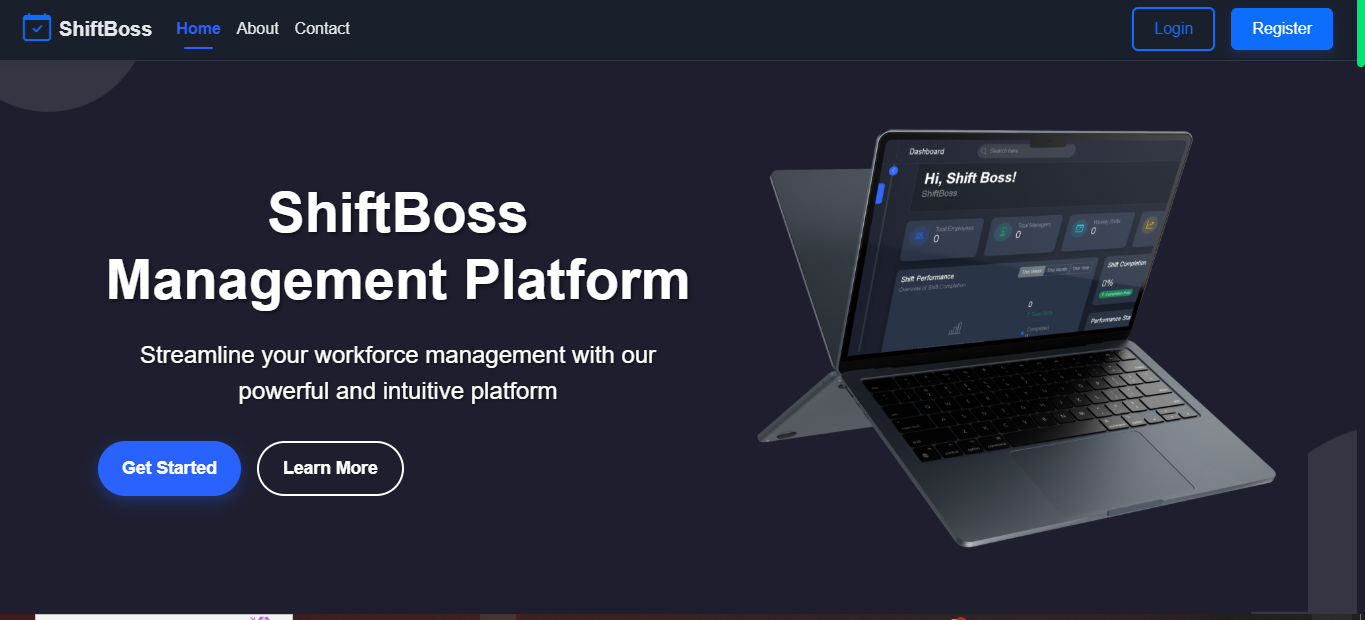 ShiftBoss
Home
About
Contact
Login
Register
ShiftBoss
Management Platform
Streamline your workforce management with our
powerful and intuitive platform
Get Started
Learn More
Dashboard
Search here...
Hi, Shift Boss!
ShiftBoss
Total Employees
0
Total Managers
0
Weekly Shifts
0
Shift Performance
Overview of Shift Completion
This Week
This Month
This Year
0
Completed
Shift Completion
0%